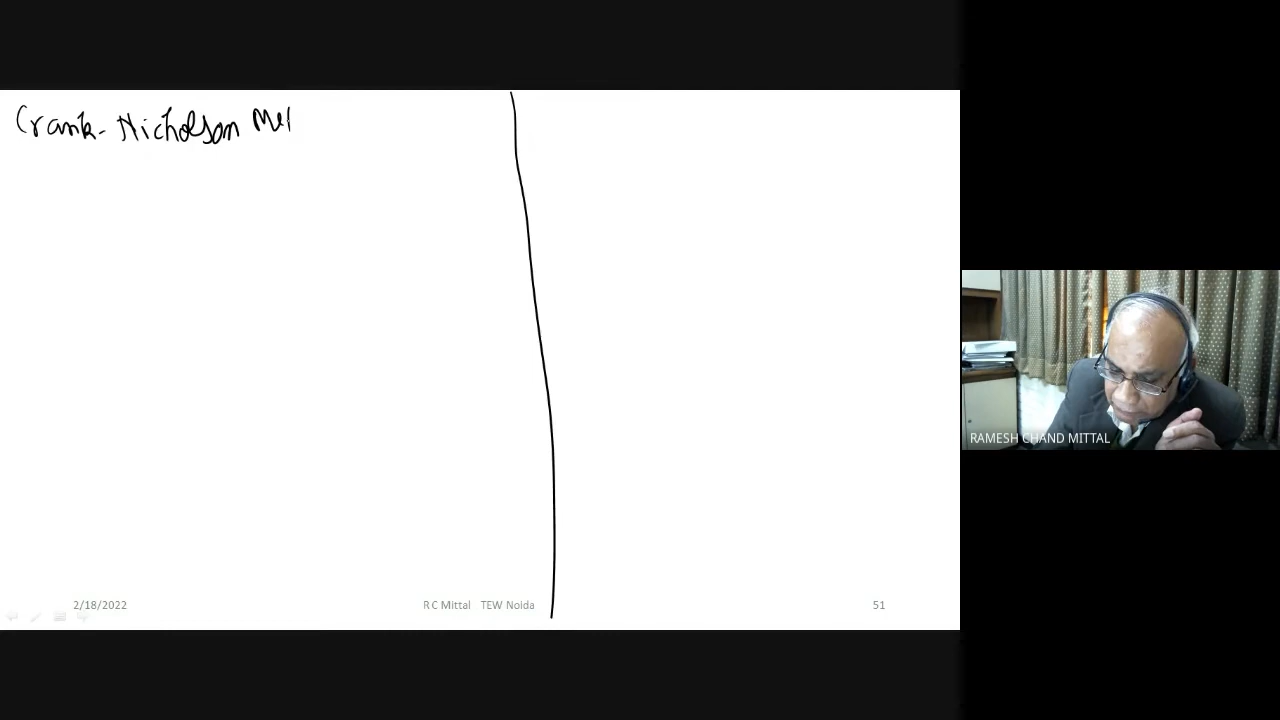 Crank-Nicholson Met
RAMESH CHAND MITTAL
2/18/2022
R C Mittal TEW Noida
51